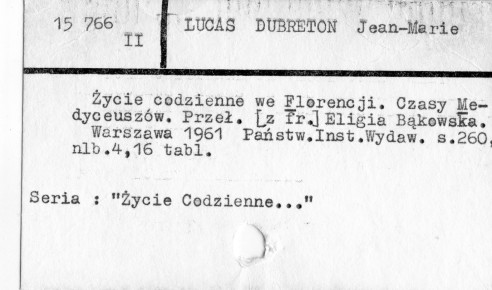 15 766
II
LUCAS DUBRETON Jean-Marie
Życie codzienne we Florencji. Czasy Me-
dyceuszów. Przeł. [z fr.] Eligia Bąkowska.
Warszawa 1961 Państw.Inst.Wydaw. s.260,
nlb.4,16 tabl.
Seria : "Życie Codzienne..."